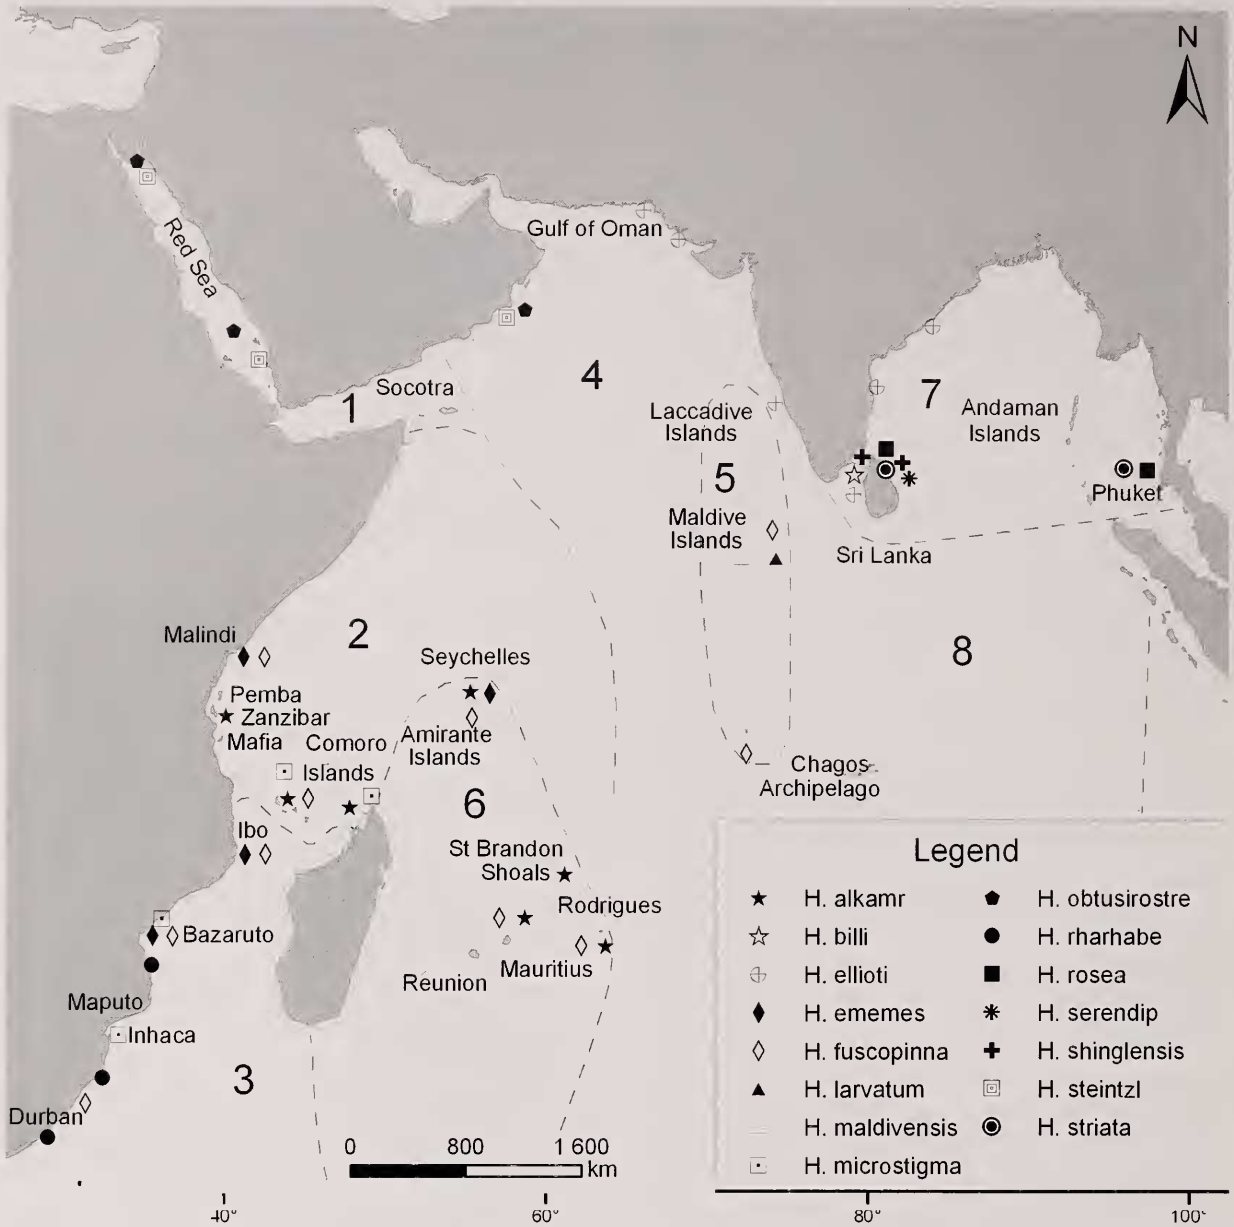 N
Red Sea
Gulf of Oman
Socotra
1
4
Laccadive
Islands
7
Andaman
Islands
5
Maldive
Islands
Phuket
Sri Lanka
Malindi
2
Seychelles
8
Pemba
Zanzibar
Mafia
Comoro
Islands
Amirante
Islands
Chagos
Archipelago
6
Ibo
St Brandon
Shoals
Rodrigues
Bazaruto
Mauritius
Réunion
Maputo
Inhaca
3
Durban
0 800 1 600
km
Legend
H. alkamr
H. billi
H. ellioti
H. ememes
H. fuscopinna
H. larvatum
H. maldivensis
H. microstigma
H. obtusirostre
H. rharhabe
H. rosea
H. serendip
H. shinglensis
H. steintzl
H. striata
40° 60° 80° 100°